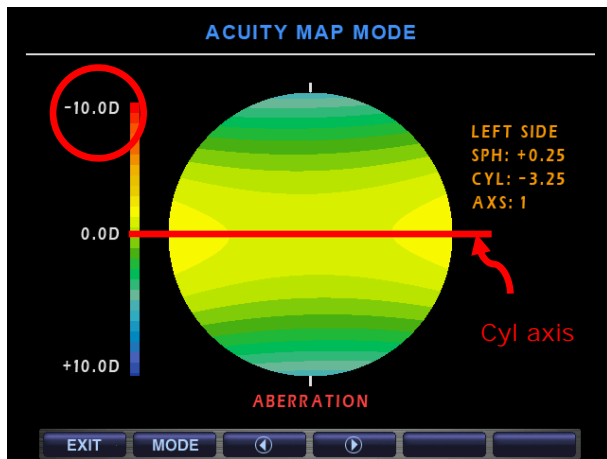 ACUITY MAP MODE
-10.0D
LEFT SIDE
SPH: +0.25
CYL: -3.25
AXS: 1
0.0D
Cyl axis
+10.0D
ABERRATION
EXIT MODE